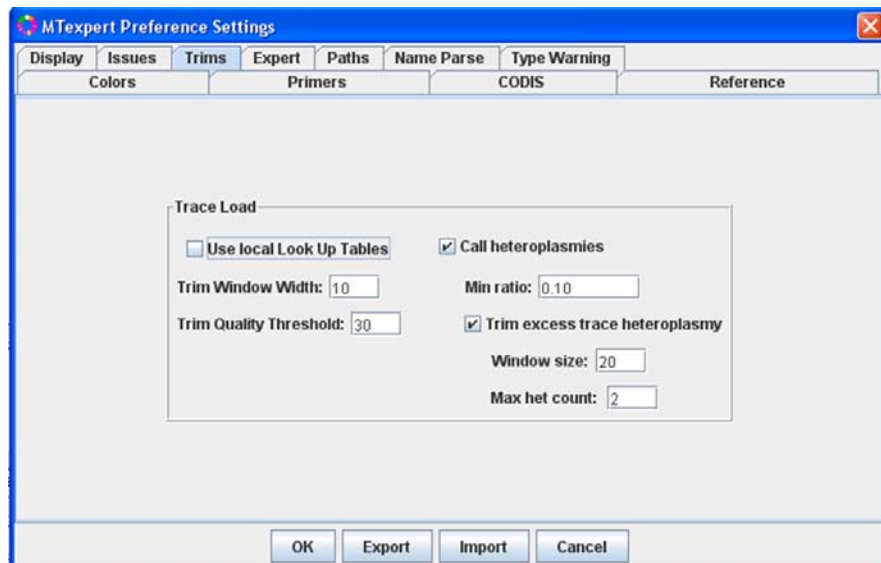 MTexpert Preference Settings
Display Issues Trims Expert Paths Name Parse Type Warning
Colors Primers CODIS Reference
Trace Load
Use local Look Up Tables Call heteroplasmies
Trim Window Width: 10 Min ratio: 0.10
Trim Quality Threshold: 30 Trim excess trace heteroplasmy
Window size: 20
Max het count: 2
OK Export Import Cancel